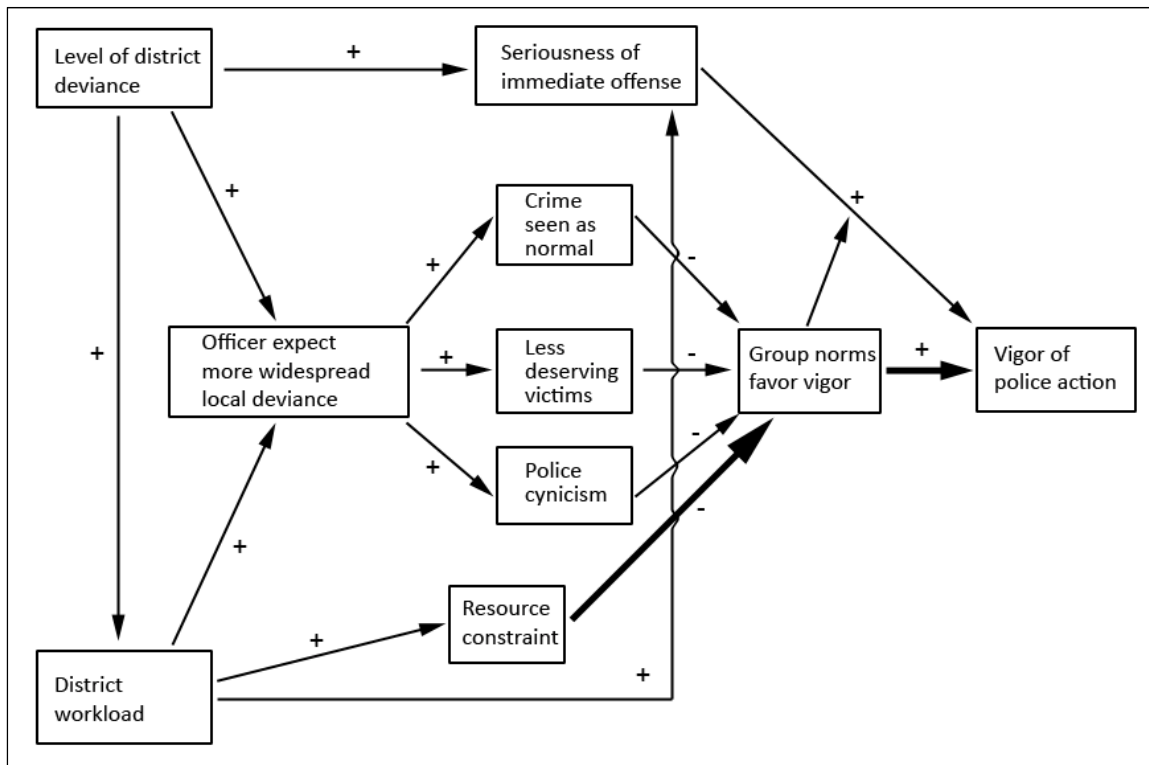 Level of district
deviance
+
Seriousness of
immediate offense
+
Crime
seen as
normal
+
+
-
+
Officer expect
more widespread
local deviance
+
Less
deserving
victims
-
Group norms
favor vigor
+
Vigor of
police action
+
Police
cynicism
-
-
+
Resource
constraint
+
+
District
workload